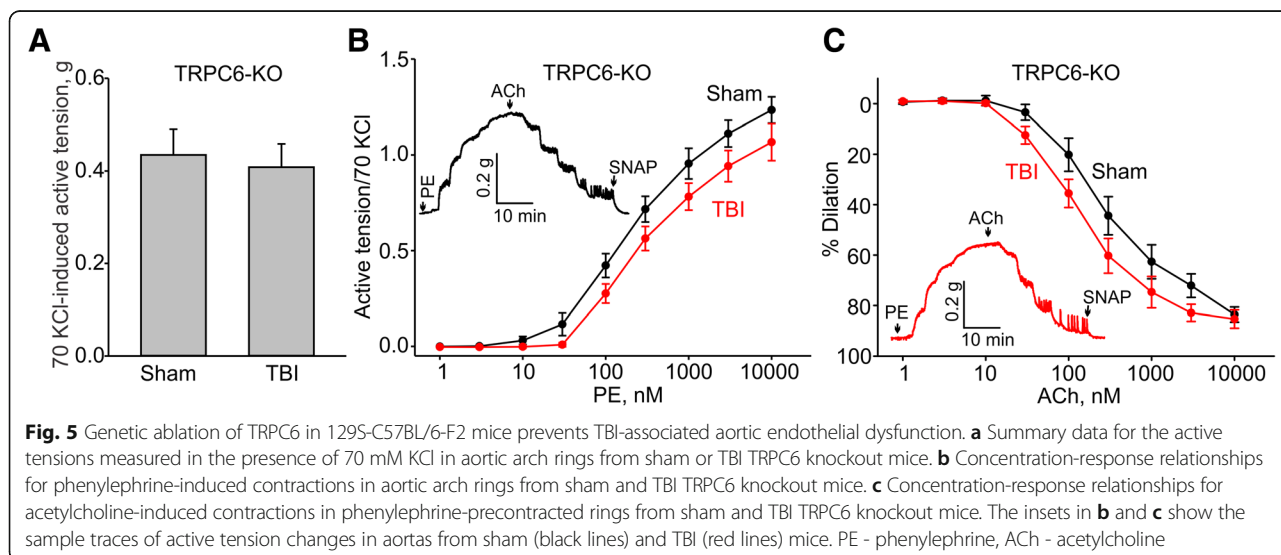 A
TRPC6-KO
70 KCl-induced active tension, g
0.6
0.4
0.2
0.0
Sham
TBI
B
TRPC6-KO
Active tension/70 KCl
1.5
1.0
0.5
0.0
ACh
PE
SNAP
0.2 g
10 min
Sham
TBI
1
10
100
1000
10000
PE, nM
C
TRPC6-KO
% Dilation
0
20
40
60
80
100
Sham
TBI
ACh
PE
SNAP
0.2 g
10 min
1
10
100
1000
10000
ACh, nM
Fig. 5 Genetic ablation of TRPC6 in 129S-C57BL/6-F2 mice prevents TBI-associated aortic endothelial dysfunction. a Summary data for the active
tensions measured in the presence of 70 mM KCl in aortic arch rings from sham or TBI TRPC6 knockout mice. b Concentration-response relationships
for phenylephrine-induced contractions in aortic arch rings from sham and TBI TRPC6 knockout mice. c Concentration-response relationships for
acetylcholine-induced contractions in phenylephrine-precontracted rings from sham and TBI TRPC6 knockout mice. The insets in b and c show the
sample traces of active tension changes in aortas from sham (black lines) and TBI (red lines) mice. PE - phenylephrine, ACh - acetylcholine